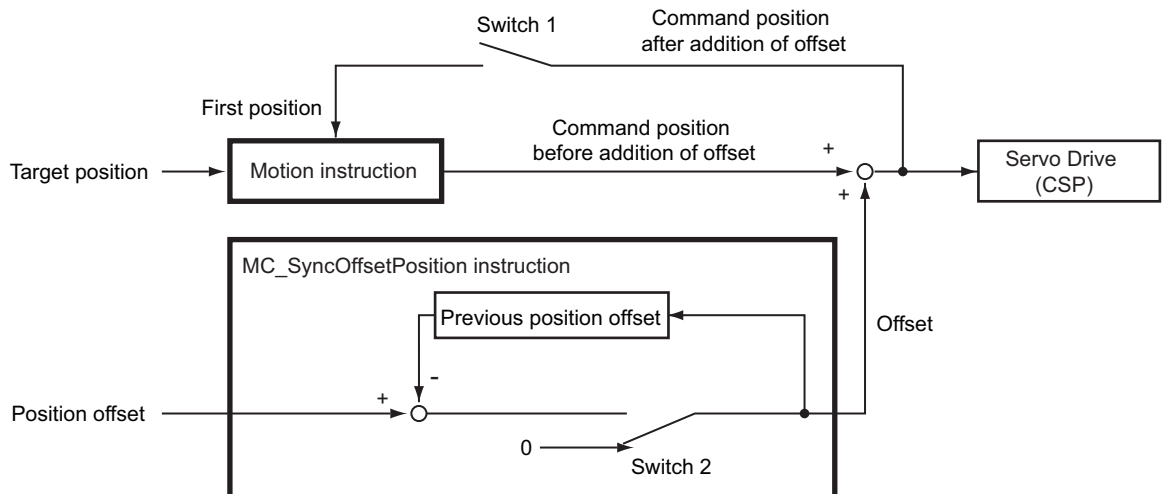 Switch 1
Command position
after addition of offset
First position
Command position
before addition of offset
Target position
Motion instruction
+
+
Servo Drive
(CSP)
MC_SyncOffsetPosition instruction
Previous position offset
Offset
-
+
Position offset
0
Switch 2